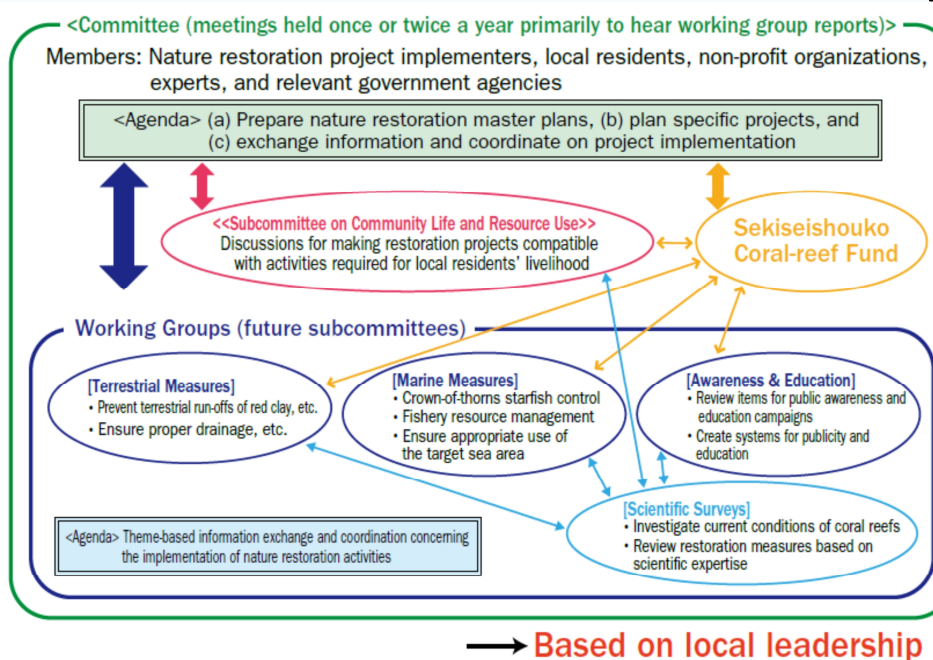 <Committee (meetings held once or twice a year primarily to hear working group reports)>
Members: Nature restoration project implementers, local residents, non-profit organizations,
experts, and relevant government agencies
<Agenda> (a) Prepare nature restoration master plans, (b) plan specific projects, and
(c) exchange information and coordinate on project implementation
<<Subcommittee on Community Life and Resource Use>>
Discussions for making restoration projects compatible
with activities required for local residents' livelihood
Sekiseishouko
Coral-reef Fund
Working Groups (future subcommittees)
[Terrestrial Measures]
• Prevent terrestrial run-offs of red clay, etc.
• Ensure proper drainage, etc.
[Marine Measures]
• Crown-of-thorns starfish control
• Fishery resource management
• Ensure appropriate use of
the target sea area
[Awareness & Education]
• Review items for public awareness and
education campaigns
• Create systems for publicity and
education
[Scientific Surveys]
• Investigate current conditions of coral reefs
• Review restoration measures based on
scientific expertise
<Agenda> Theme-based information exchange and coordination concerning
the implementation of nature restoration activities
Based on local leadership